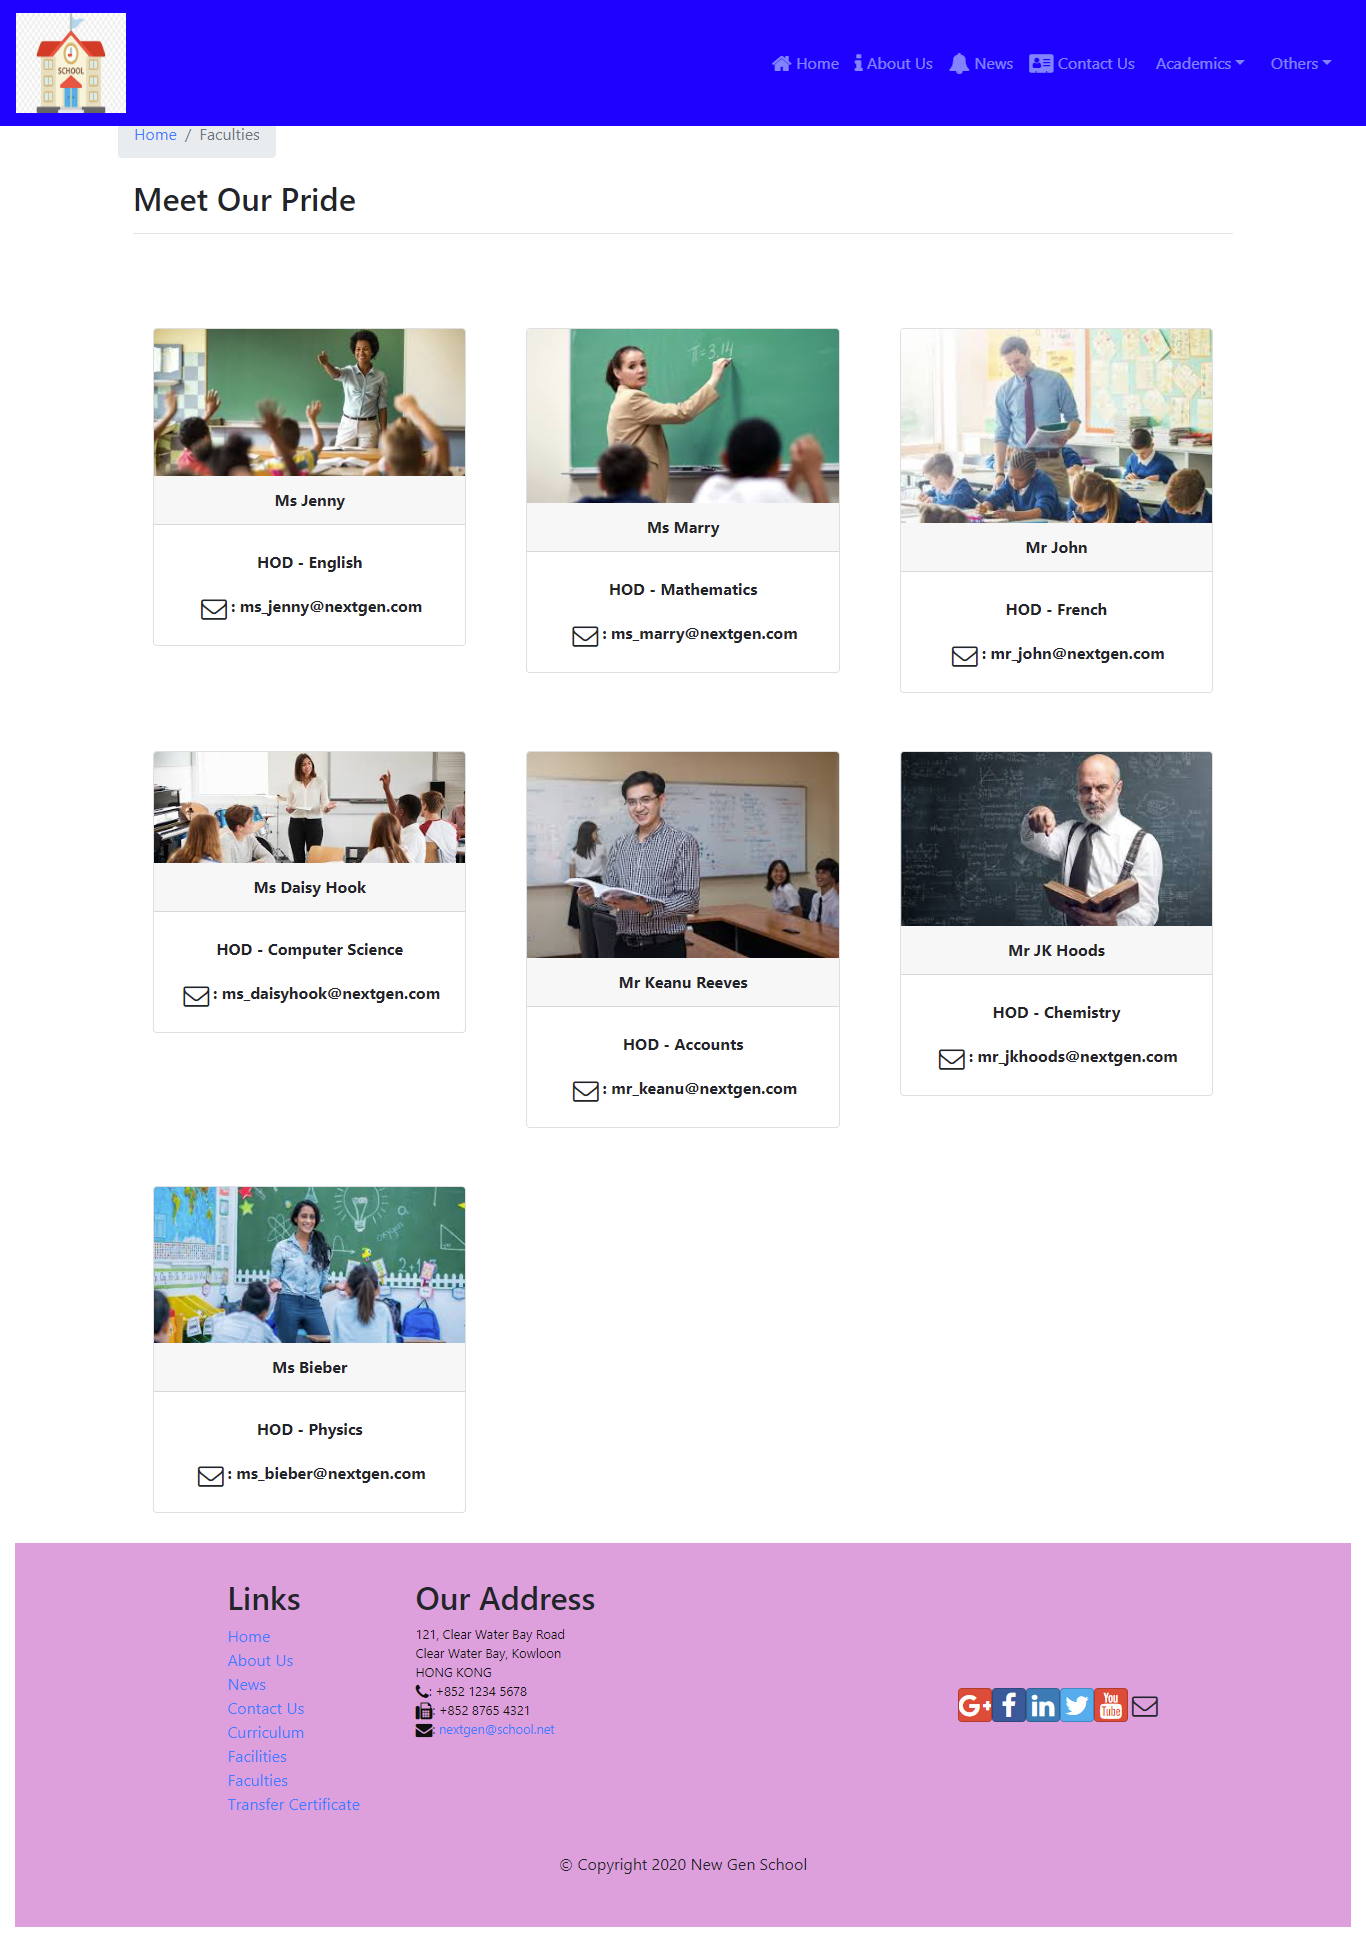 SCHOOL
Home
About Us
News
Contact Us
Academics
Others
Home / Faculties
Meet Our Pride
π=3.14
Ms Jenny
HOD - English
: ms_jenny@nextgen.com
Ms Marry
HOD - Mathematics
: ms_marry@nextgen.com
Mr John
HOD - French
: mr_john@nextgen.com
Ms Daisy Hook
HOD - Computer Science
: ms_daisyhook@nextgen.com
Mr Keanu Reeves
HOD - Accounts
: mr_keanu@nextgen.com
Mr JK Hoods
HOD - Chemistry
: mr_jkhoods@nextgen.com
Ms Bieber
HOD - Physics
: ms_bieber@nextgen.com
Links
Home
About Us
News
Contact Us
Curriculum
Facilities
Faculties
Transfer Certificate
Our Address
121, Clear Water Bay Road
Clear Water Bay, Kowloon
HONG KONG
: +852 1234 5678
: +852 8765 4321
: nextgen@school.net
G+ f in You Tube
© Copyright 2020 New Gen School